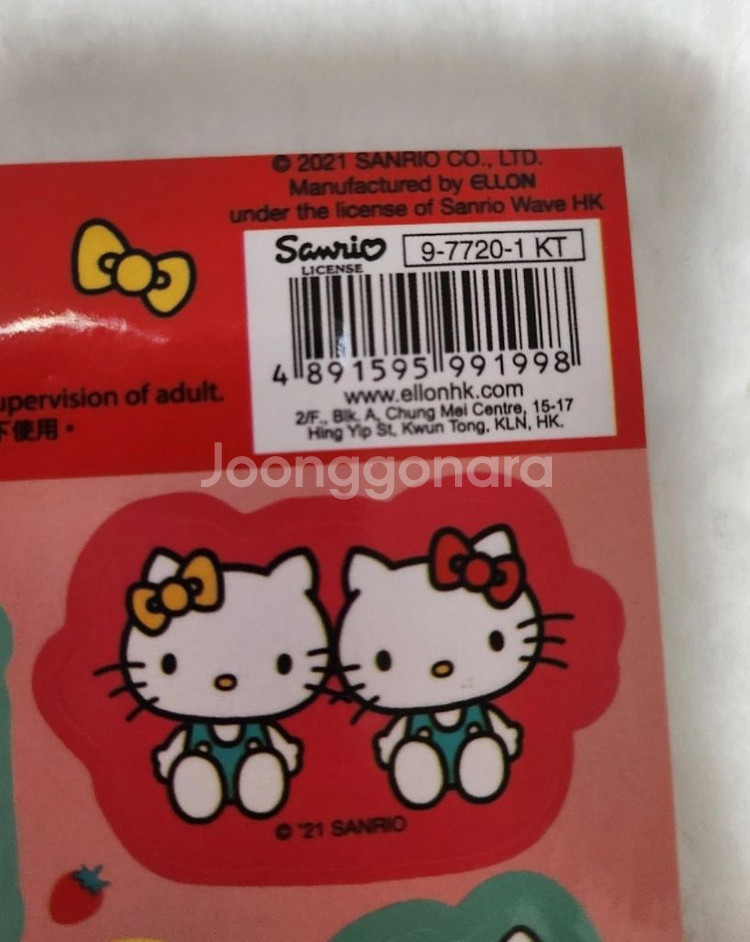 © 2021 SANRIO CO., LTD.
Manufactured by ELLON
under the license of Sanrio Wave HK
Sanrio
LICENSE
9-7720-1 KT
4 891595 991998
www.ellonhk.com
2/F., Blk. A, Chung Mei Centre, 15-17
Hing Yip St, Kwun Tong, KLN, HK.
upervision of adult.
下使用。
Joonggonara
© '21 SANRIO